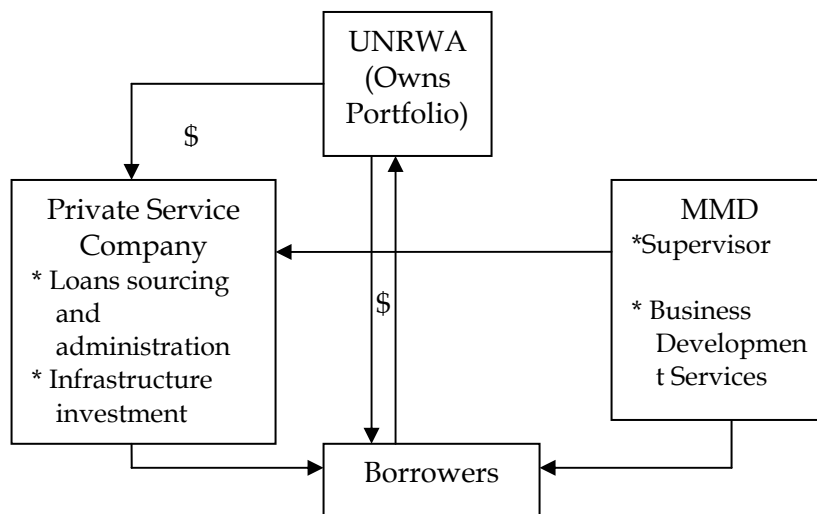 UNRWA
(Owns
Portfolio)
$
Private Service
Company
* Loans sourcing
and
administration
* Infrastructure
investment
MMD
*Supervisor
* Business
Developmen
t Services
$
Borrowers